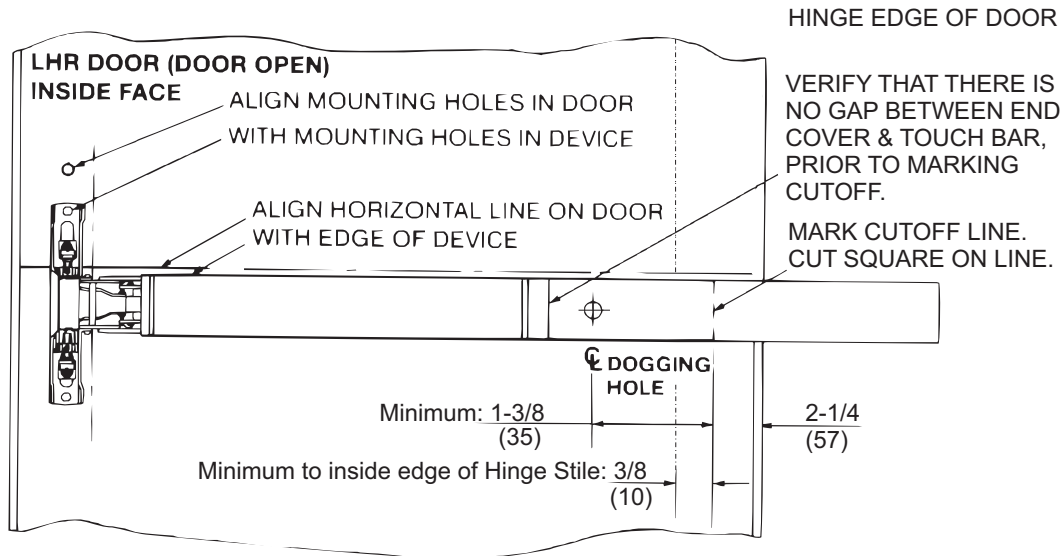 HINGE EDGE OF DOOR
LHR DOOR (DOOR OPEN)
INSIDE FACE
ALIGN MOUNTING HOLES IN DOOR
WITH MOUNTING HOLES IN DEVICE
VERIFY THAT THERE IS
NO GAP BETWEEN END
COVER & TOUCH BAR,
PRIOR TO MARKING
CUTOFF.
ALIGN HORIZONTAL LINE ON DOOR
WITH EDGE OF DEVICE
MARK CUTOFF LINE.
CUT SQUARE ON LINE.
℄ DOGGING
HOLE
Minimum: 1-3/8
(35)
2-1/4
(57)
Minimum to inside edge of Hinge Stile: 3/8
(10)